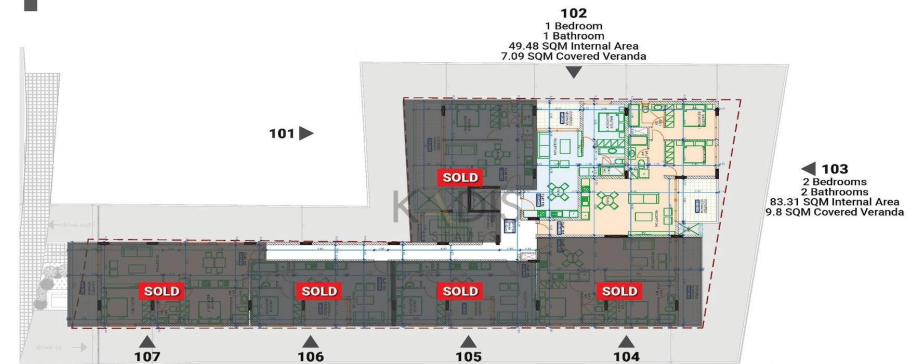 102
1 Bedroom
1 Bathroom
49.48 SQM Internal Area
7.09 SQM Covered Veranda
101
SOLD
103
2 Bedrooms
2 Bathrooms
83.31 SQM Internal Area
9.8 SQM Covered Veranda
KADIS
SOLD
SOLD
SOLD
SOLD
107
106
105
104